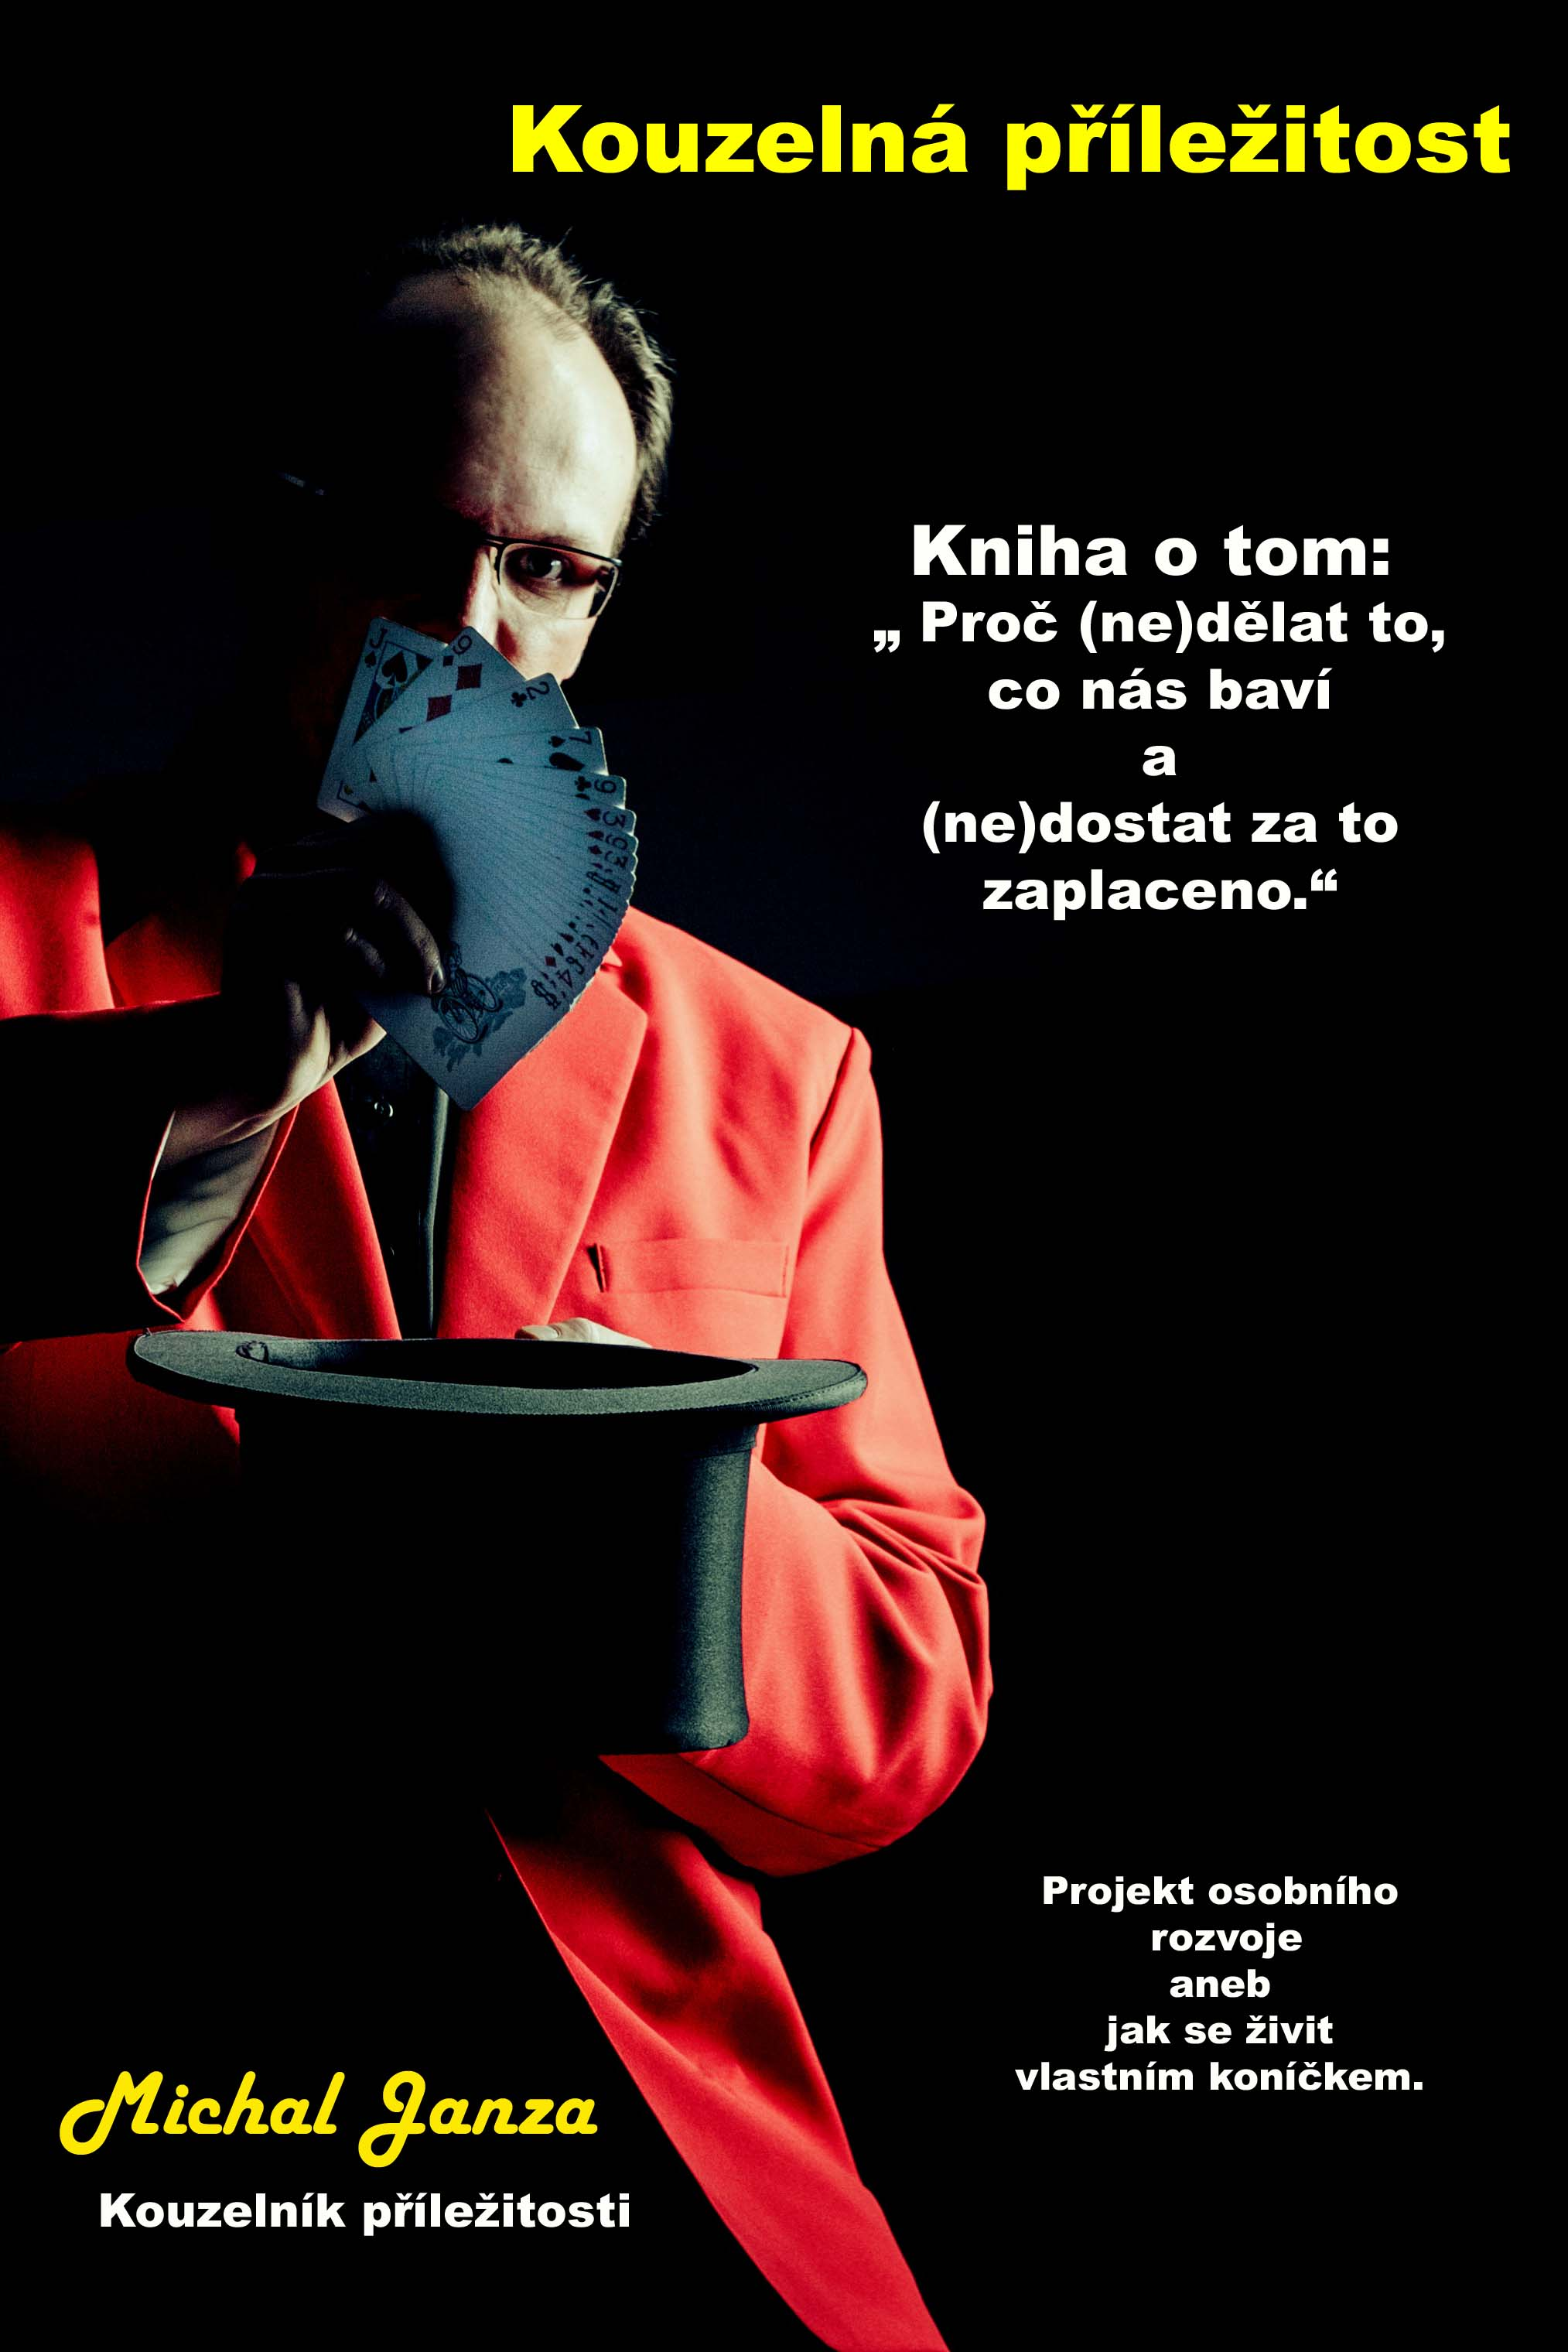 Kouzelná příležitost
Kniha o tom:
„ Proč (ne)dělat to,
co nás baví
a
(ne)dostat za to
zaplaceno.“
Projekt osobního
rozvoje
aneb
jak se živit
vlastním koníčkem.
Michal Janza
Kouzelník příležitosti